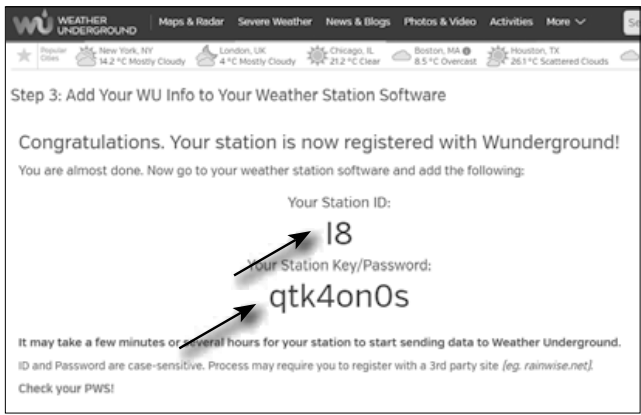 WU WEATHER UNDERGROUND Maps & Radar Severe Weather News & Blogs Photos & Video Activities More
Popular Cities New York, NY 14.2 °C Mostly Cloudy London, UK 4 °C Mostly Cloudy Chicago, IL 21.2 °C Clear Boston, MA 8.5 °C Overcast Houston, TX 26.1 °C Scattered Clouds
Step 3: Add Your WU Info to Your Weather Station Software
Congratulations. Your station is now registered with Wunderground!
You are almost done. Now go to your weather station software and add the following:
Your Station ID:
I8
Your Station Key/Password:
qtk4on0s
It may take a few minutes or several hours for your station to start sending data to Weather Underground.
ID and Password are case-sensitive. Process may require you to register with a 3rd party site [eg. rainwise.net].
Check your PWS!